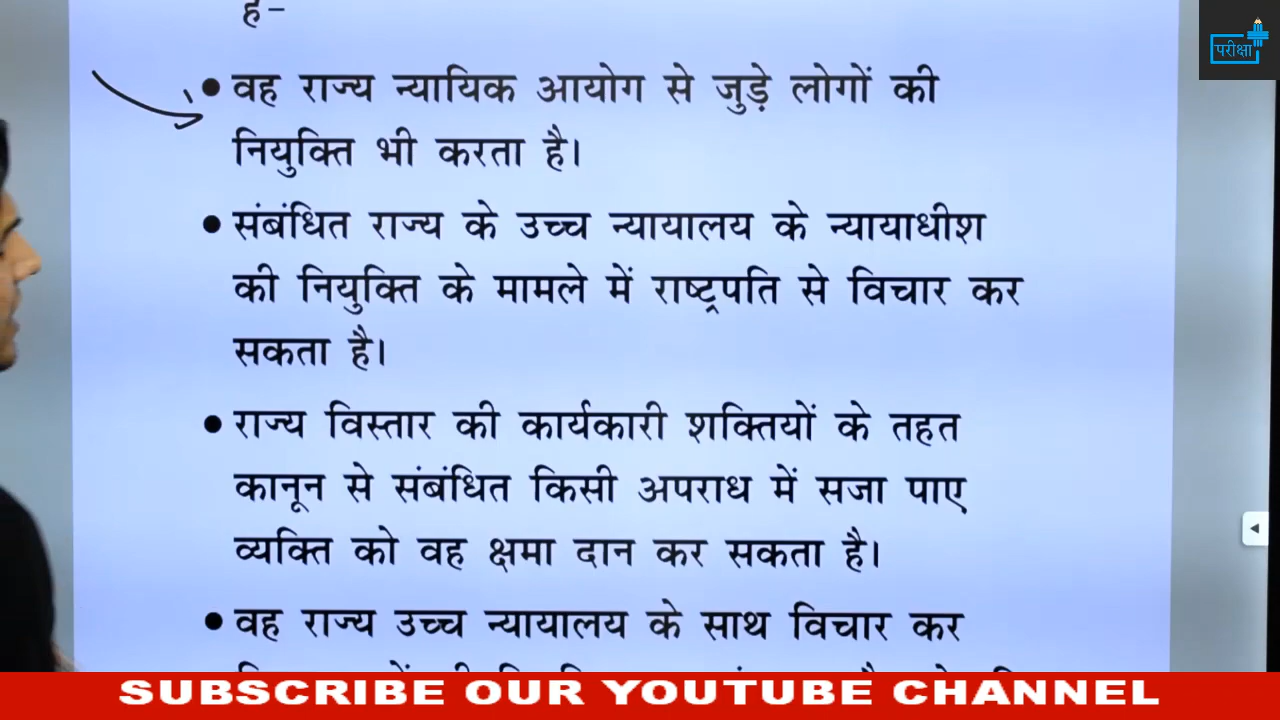 है-
परीक्षा
• वह राज्य न्यायिक आयोग से जुड़े लोगों की
नियुक्ति भी करता है।
• संबंधित राज्य के उच्च न्यायालय के न्यायाधीश
की नियुक्ति के मामले में राष्ट्रपति से विचार कर
सकता है।
• राज्य विस्तार की कार्यकारी शक्तियों के तहत
कानून से संबंधित किसी अपराध में सजा पाए
व्यक्ति को वह क्षमा दान कर सकता है।
• वह राज्य उच्च न्यायालय के साथ विचार कर
SUBSCRIBE OUR YOUTUBE CHANNEL